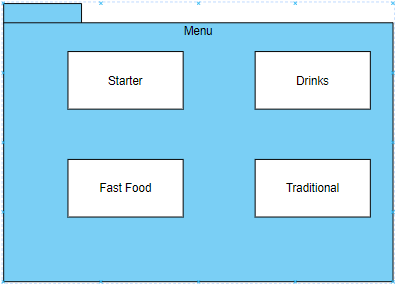 Menu
Starter
Drinks
Fast Food
Traditional